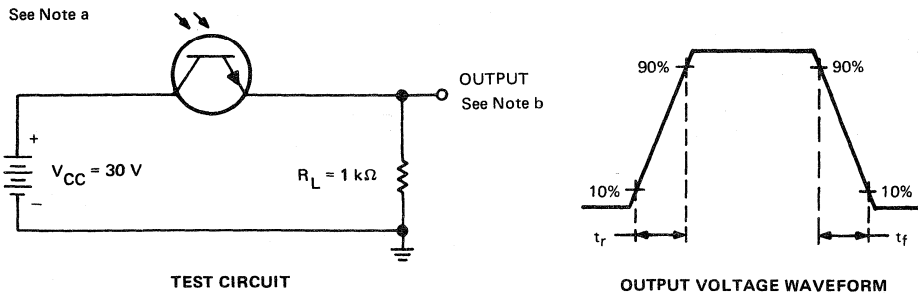 See Note a
OUTPUT
See Note b
+
V_CC = 30 V
−
R_L = 1 kΩ
TEST CIRCUIT
90%
90%
10%
10%
t_r
t_f
OUTPUT VOLTAGE WAVEFORM